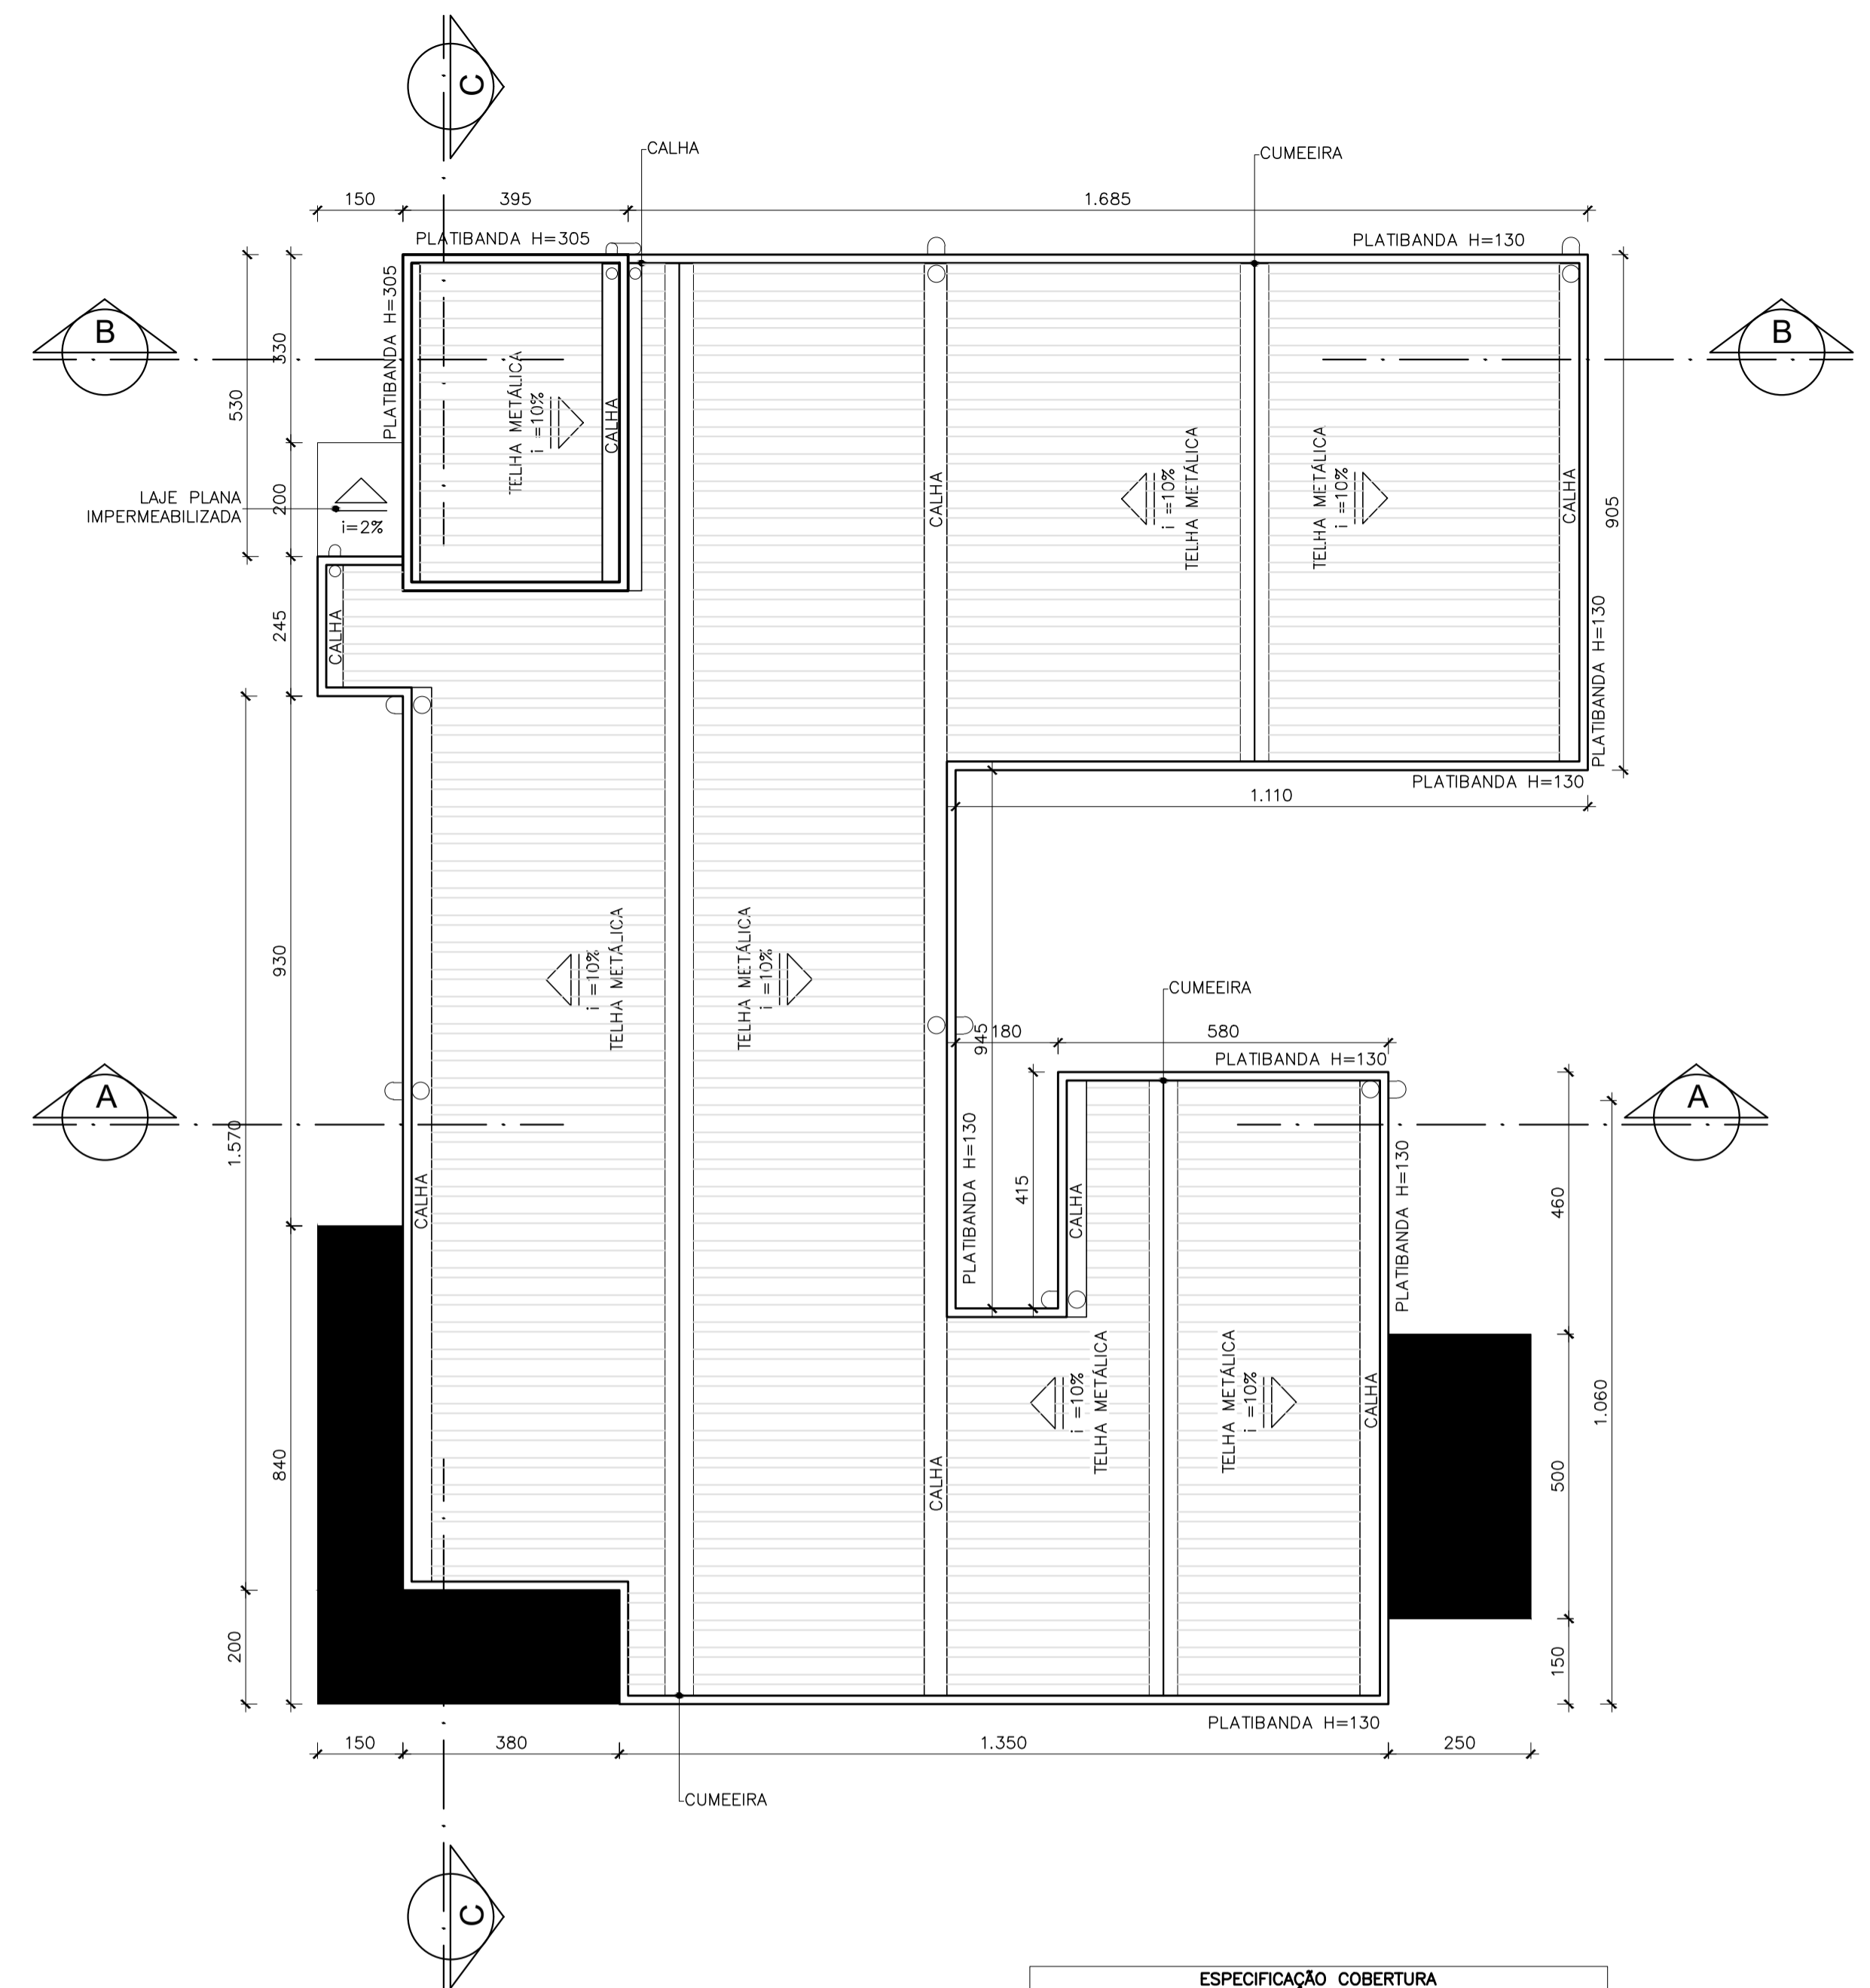 C
CALHA
CUMEEIRA
150
395
1.685
PLATIBANDA H=305
PLATIBANDA H=130
B
B
PLATIBANDA H=305
330
530
TELHA METÁLICA
i =10%
CALHA
LAJE PLANA
IMPERMEABILIZADA
200
i=2%
CALHA
i =10%
TELHA METÁLICA
TELHA METÁLICA
i =10%
CALHA
905
245
CALHA
PLATIBANDA H=130
PLATIBANDA H=130
1.110
930
i =10%
TELHA METÁLICA
TELHA METÁLICA
i =10%
CUMEEIRA
945
180
580
PLATIBANDA H=130
A
A
1.570
CALHA
PLATIBANDA H=130
415
CALHA
PLATIBANDA H=130
460
i =10%
TELHA METÁLICA
TELHA METÁLICA
i =10%
CALHA
1.060
840
CALHA
500
200
150
PLATIBANDA H=130
150
380
1.350
250
CUMEEIRA
C
ESPECIFICAÇÃO COBERTURA